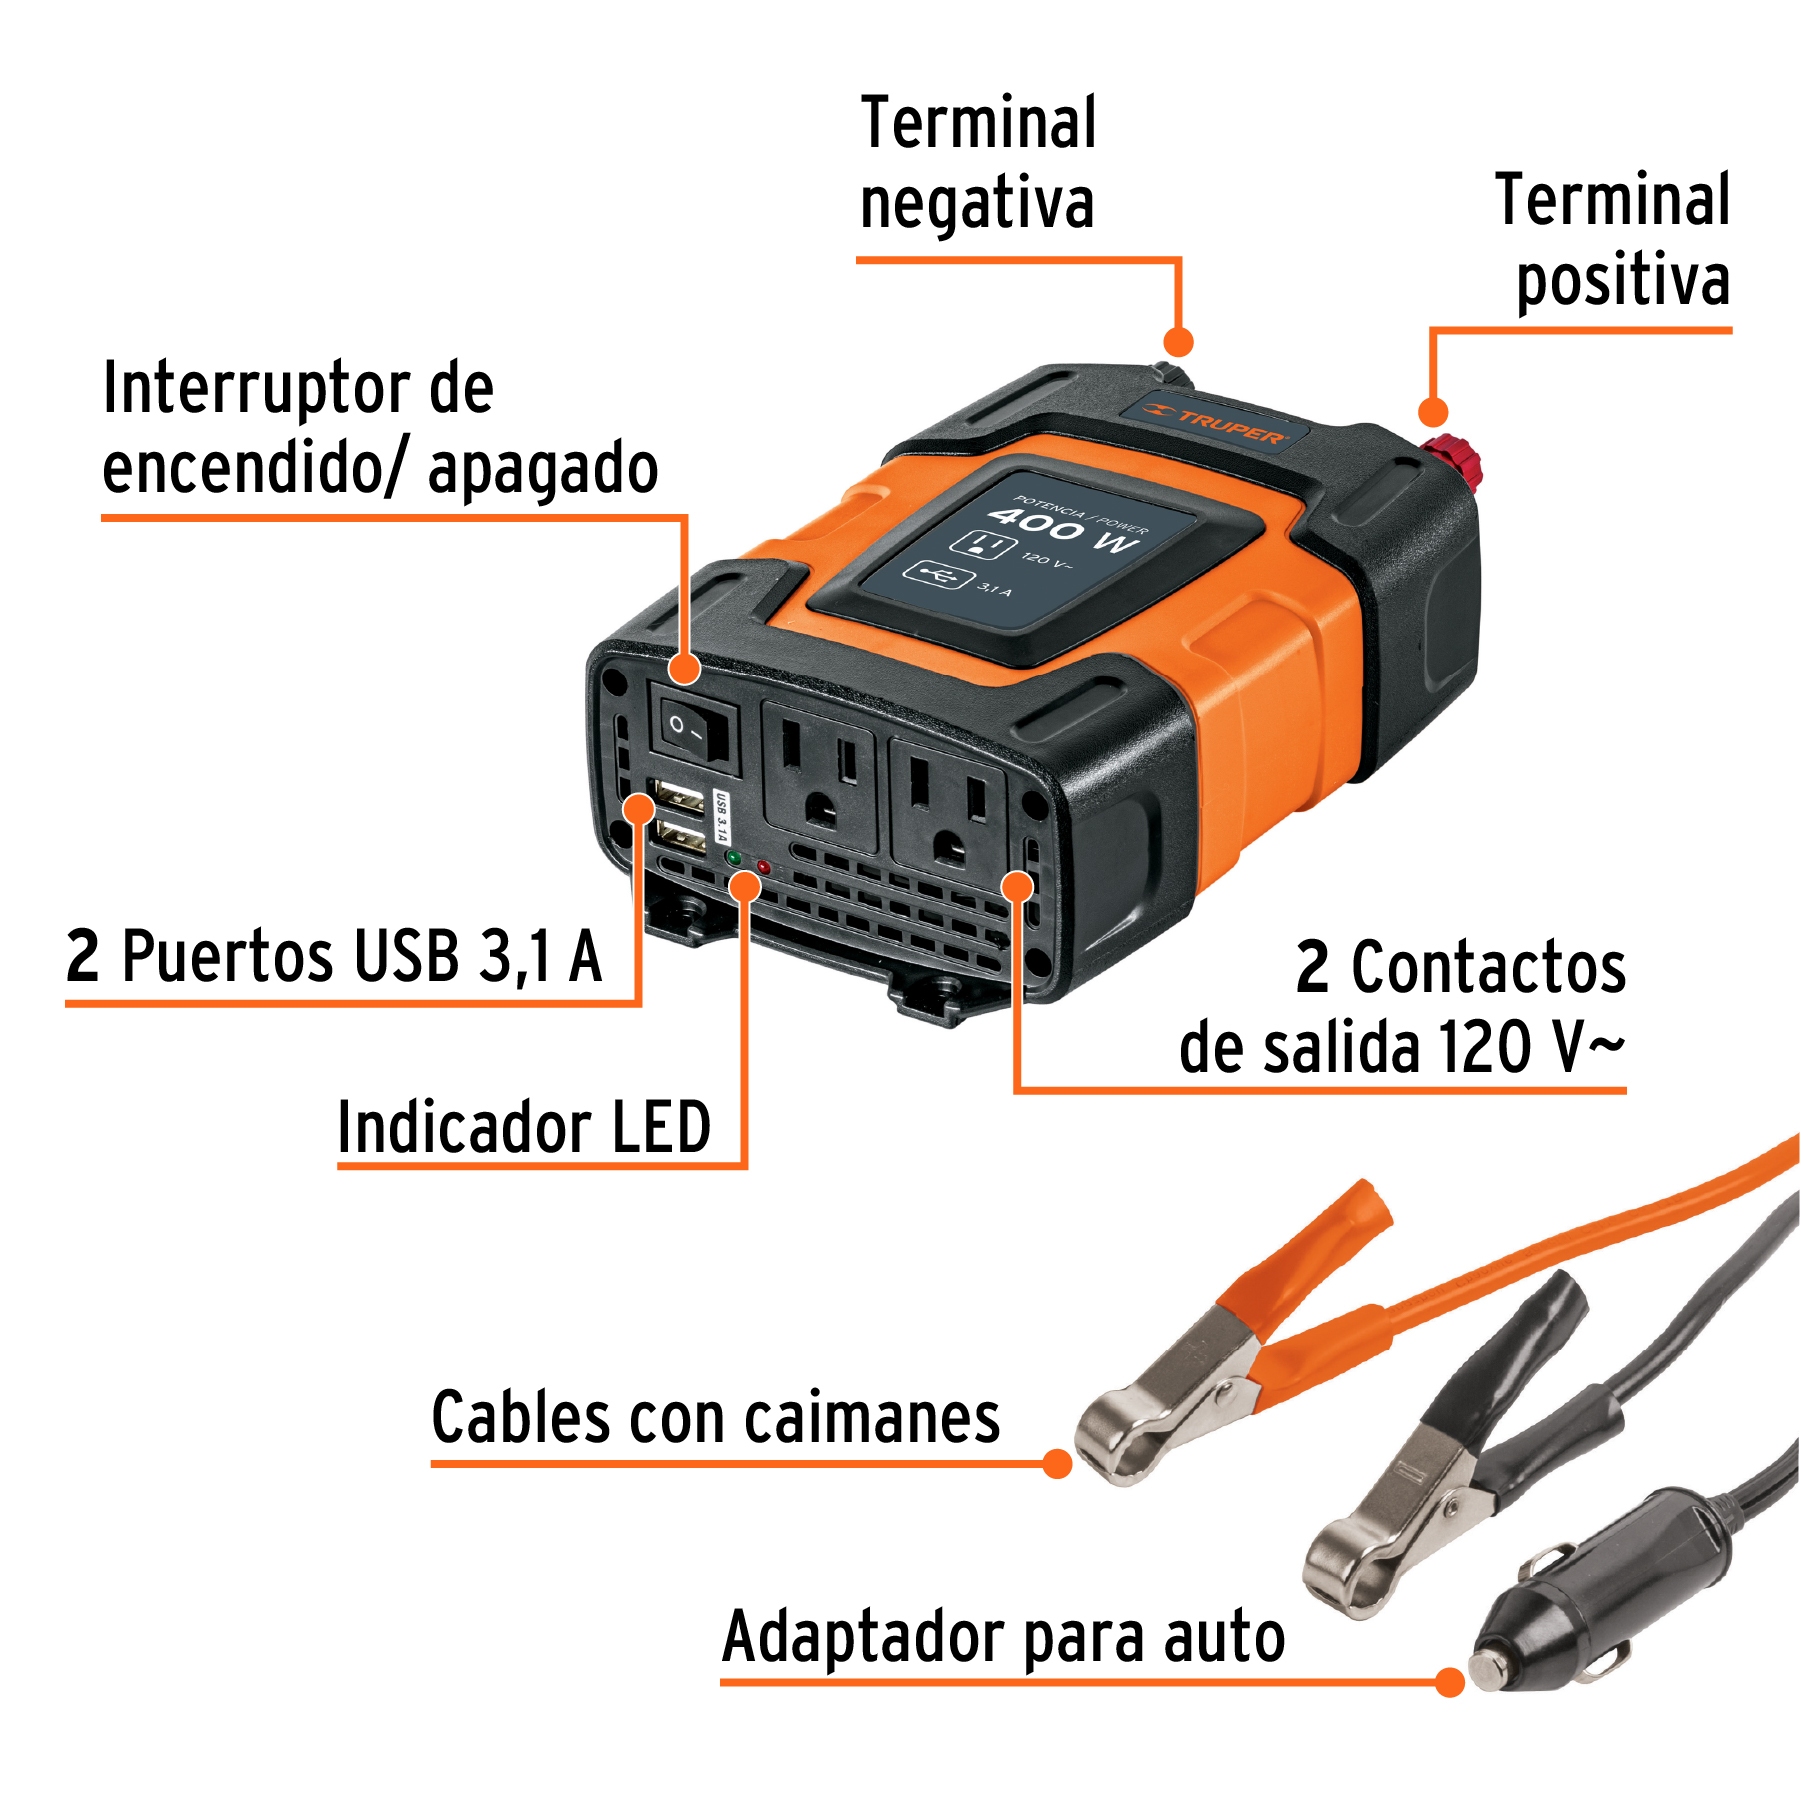 Terminal
negativa
Terminal
positiva
Interruptor de
encendido/ apagado
TRUPER
POTENCIA / POWER
400 W
120 V~
3,1 A
O I
USB 3.1A
2 Puertos USB 3,1 A
2 Contactos
de salida 120 V~
Indicador LED
Cables con caimanes
Adaptador para auto